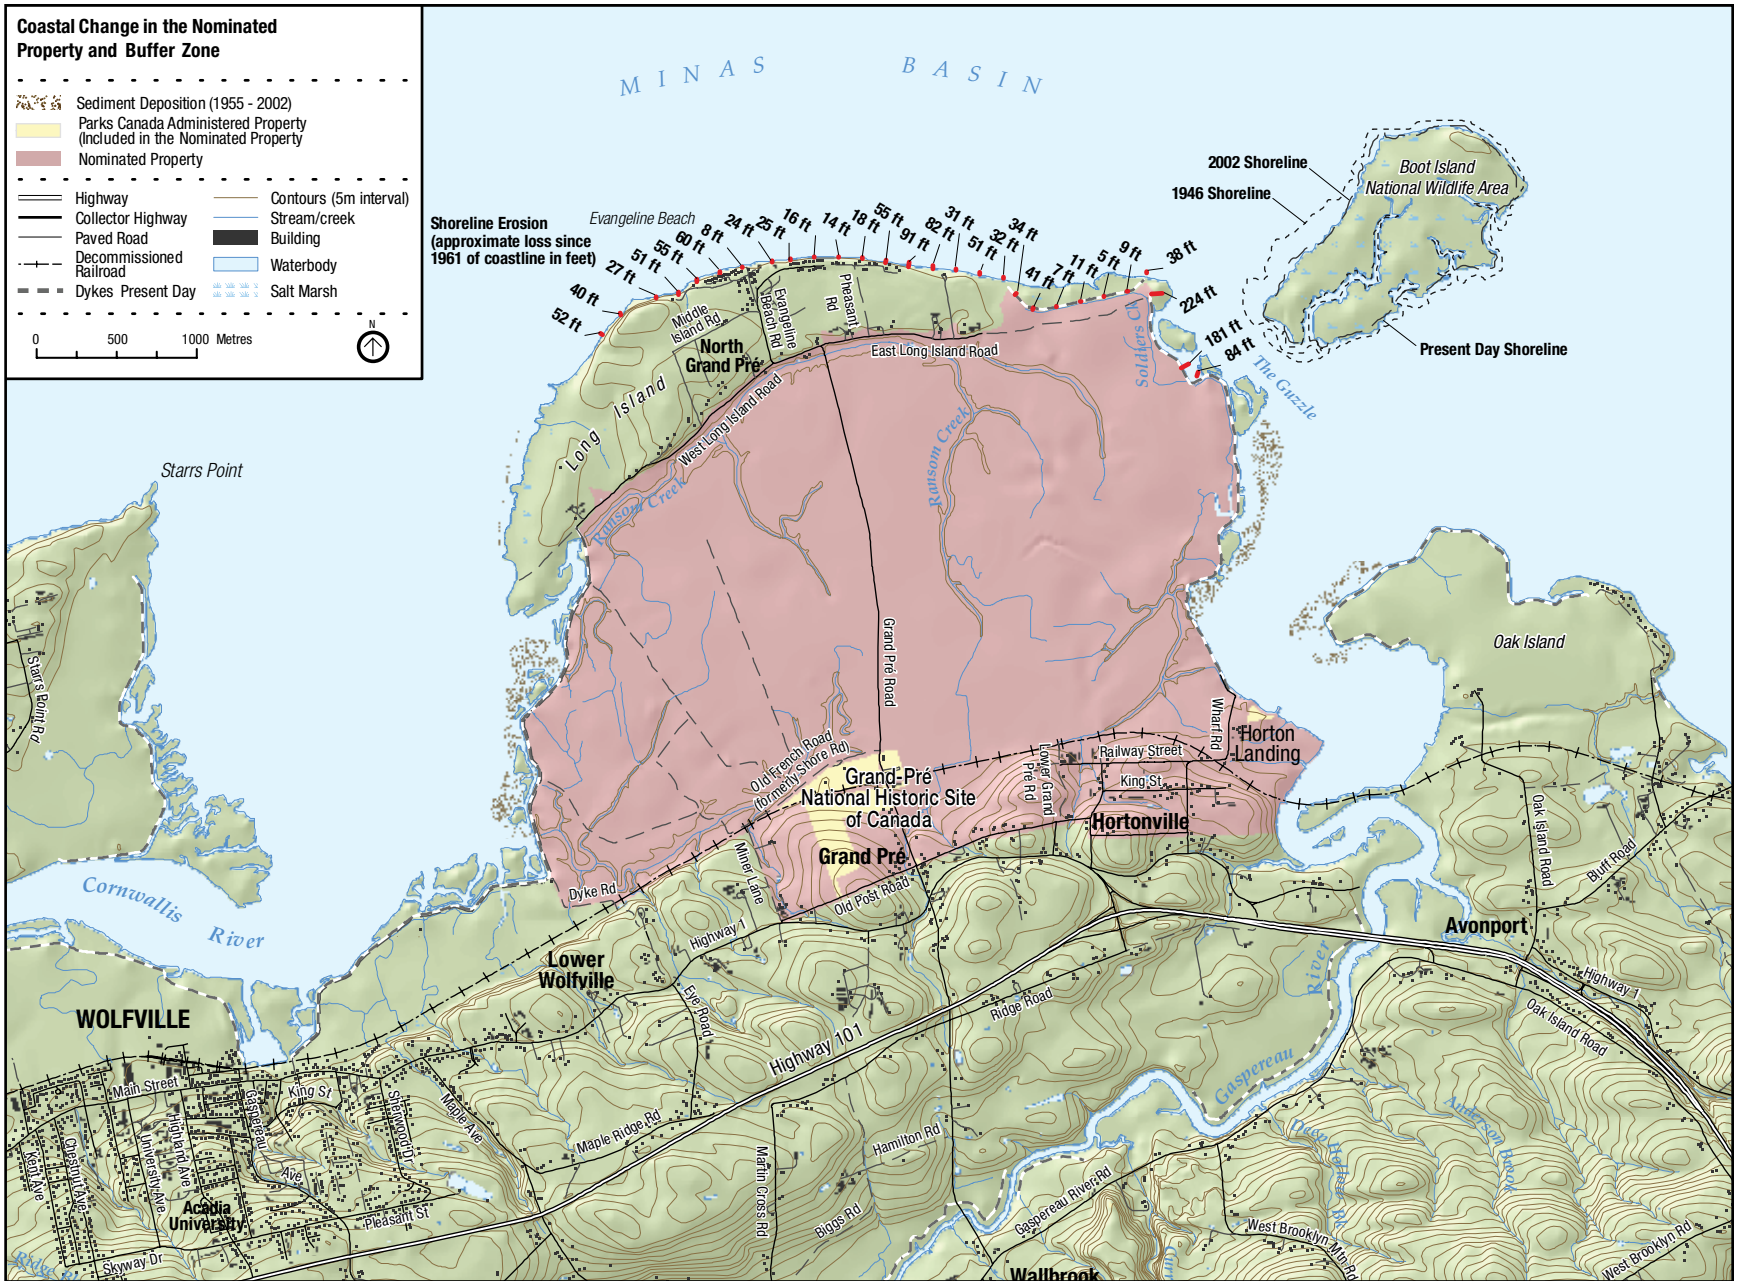 Coastal Change in the Nominated
Property and Buffer Zone
Sediment Deposition (1955 - 2002)
Parks Canada Administered Property
(Included in the Nominated Property
Nominated Property
Highway
Collector Highway
Paved Road
Decommissioned
Railroad
Dykes Present Day
Contours (5m interval)
Stream/creek
Building
Waterbody
Salt Marsh
0 500 1000 Metres
N
MINAS BASIN
Shoreline Erosion
(approximate loss since
1961 of coastline in feet)
Evangeline Beach
52 ft
40 ft
27 ft
51 ft
55 ft
60 ft
8 ft
24 ft
25 ft
16 ft
14 ft
18 ft
55 ft
91 ft
82 ft
31 ft
51 ft
32 ft
34 ft
41 ft
7 ft
11 ft
5 ft
9 ft
38 ft
224 ft
181 ft
84 ft
2002 Shoreline
1946 Shoreline
Boot Island
National Wildlife Area
Present Day Shoreline
The Guzzle
Soldiers Ck
Middle
Island Rd
Evangeline
Beach Rd
Pheasant
Rd
North
Grand Pré
East Long Island Road
West Long Island Road
Long Island
Ransom Creek
Ransom Creek
Starrs Point
Starrs Point Rd
Oak Island
Grand Pré Road
Old French Road
(formerly Shore Rd)
Grand-Pré
National Historic Site
of Canada
Grand Pré
Lower Grand
Pré Rd
Railway Street
King St
Wharf Rd
Horton
Landing
Hortonville
Old Post Road
Miner Lane
Dyke Rd
Highway 1
Oak Island Road
Bluff Road
Avonport
Highway 1
Oak Island Road
Cornwallis
River
WOLFVILLE
Lower
Wolfville
Eye Road
Highway 101
Ridge Road
Gaspereau
River
Main Street
King St
Gaspereau
Ave
Sherwood Dr
Maple Ave
Maple Ridge Rd
Highland Ave
University Ave
Chestnut Ave
Kent Ave
Acadia
University
Pleasant St
Skyway Dr
Martin Cross Rd
Hamilton Rd
Biggs Rd
Gaspereau River Rd
Wallbrook
Deep Hollow Bk
Anderson Brook
West Brooklyn Mtn Rd
West Brooklyn Rd